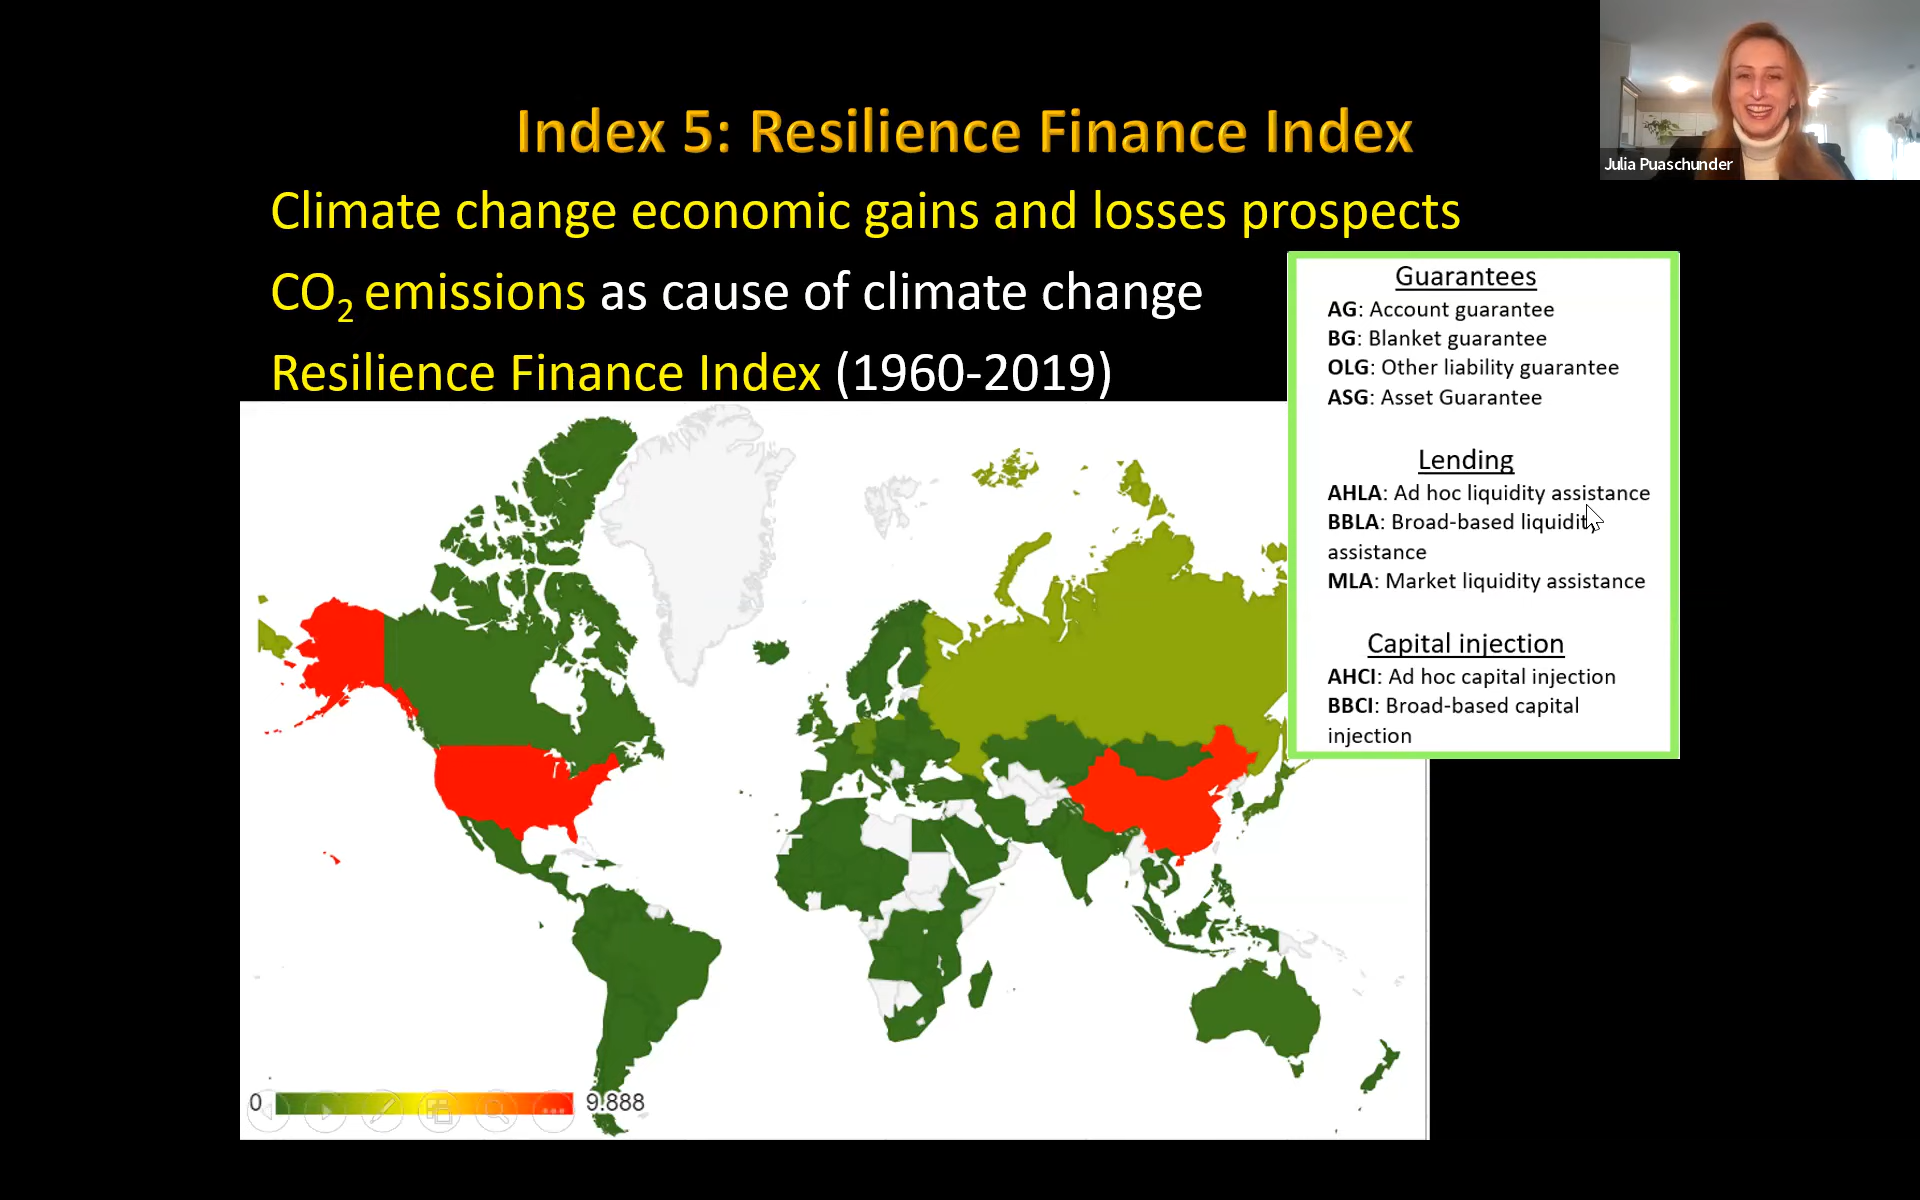 Index 5: Resilience Finance Index
Julia Puaschunder
Climate change economic gains and losses prospects
CO₂ emissions as cause of climate change
Resilience Finance Index (1960-2019)
Guarantees
AG: Account guarantee
BG: Blanket guarantee
OLG: Other liability guarantee
ASG: Asset Guarantee
Lending
AHLA: Ad hoc liquidity assistance
BBLA: Broad-based liquidity
assistance
MLA: Market liquidity assistance
Capital injection
AHCI: Ad hoc capital injection
BBCI: Broad-based capital
injection
0
9.888